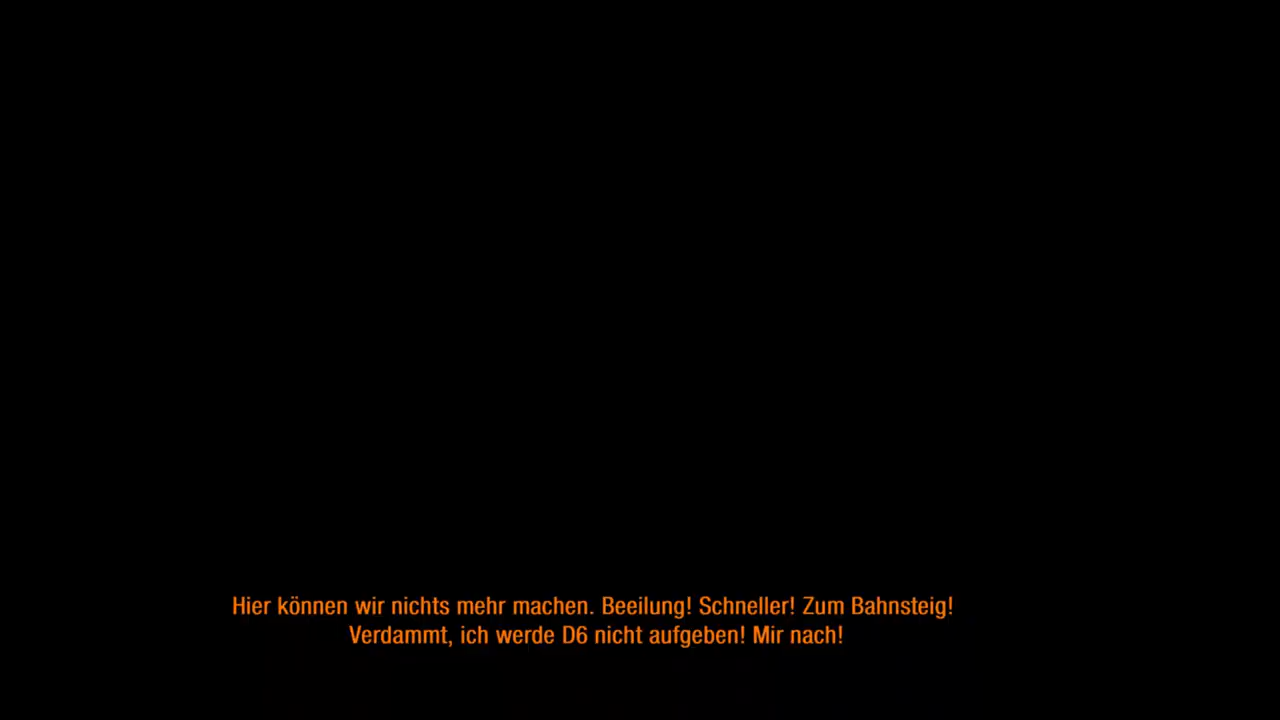 Hier können wir nichts mehr machen. Beeilung! Schneller! Zum Bahnsteig!
Verdammt, ich werde D6 nicht aufgeben! Mir nach!